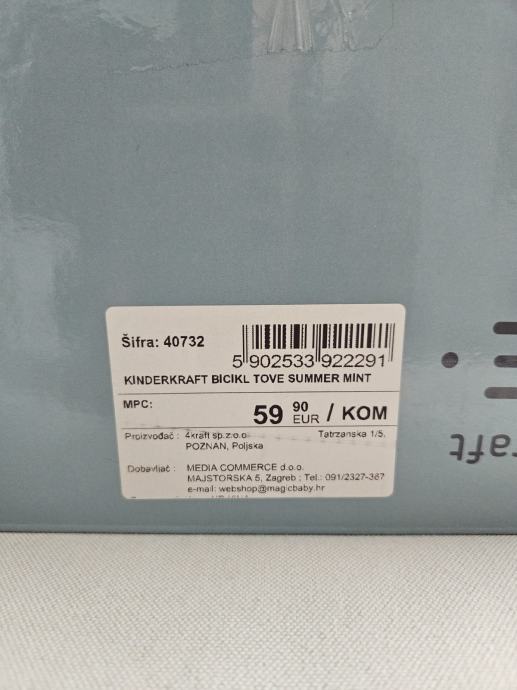 Šifra: 40732
5 902533 922291
KINDERKRAFT BICIKL TOVE SUMMER MINT
MPC:
59 90 EUR / KOM
Proizvođač : 4kraft sp.z.o.o Tatrzanska 1/5,
POZNAN, Poljska
Dobavljač : MEDIA COMMERCE d.o.o.
MAJSTORSKA 5, Zagreb ; Tel.: 091/2327-367
e-mail: webshop@magicbaby.hr
raft